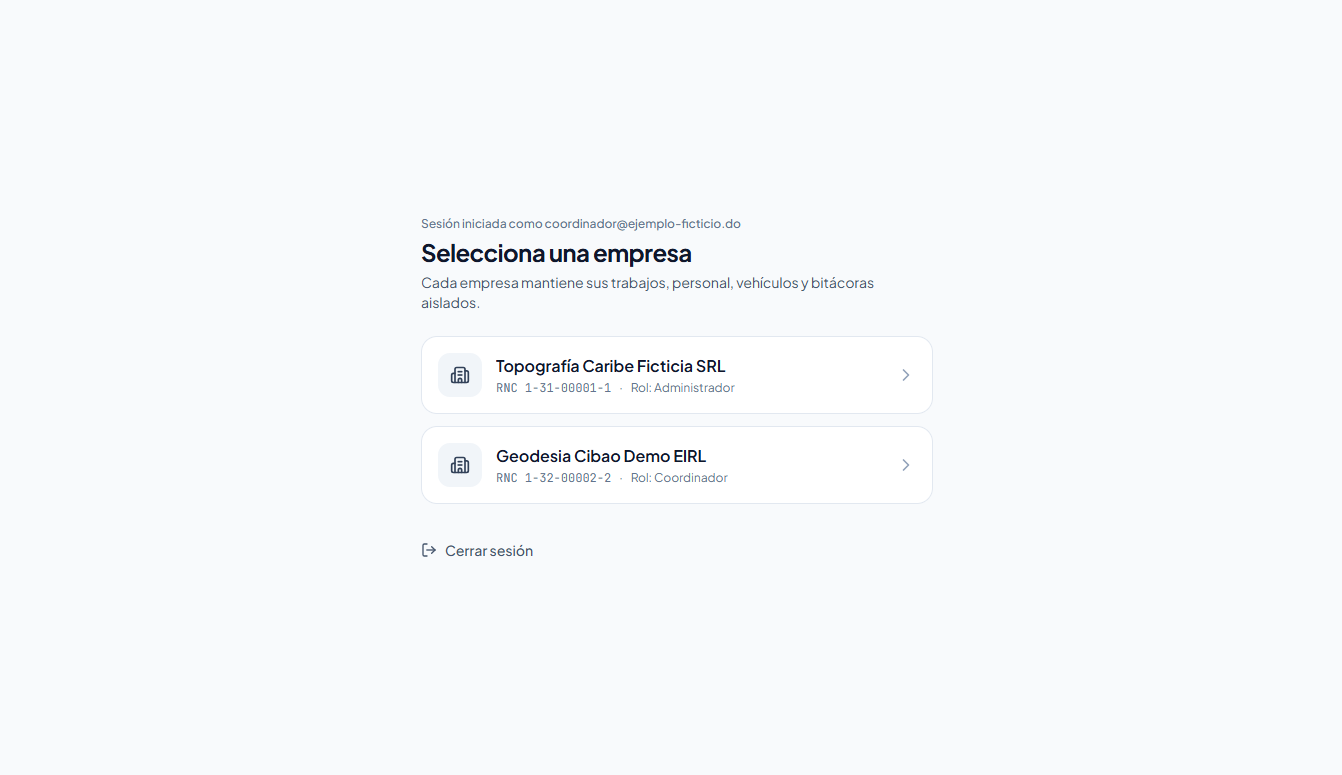 Sesión iniciada como coordinador@ejemplo-ficticio.do
Selecciona una empresa
Cada empresa mantiene sus trabajos, personal, vehículos y bitácoras
aislados.
Topografía Caribe Ficticia SRL
RNC 1-31-00001-1 · Rol: Administrador
Geodesia Cibao Demo EIRL
RNC 1-32-00002-2 · Rol: Coordinador
Cerrar sesión